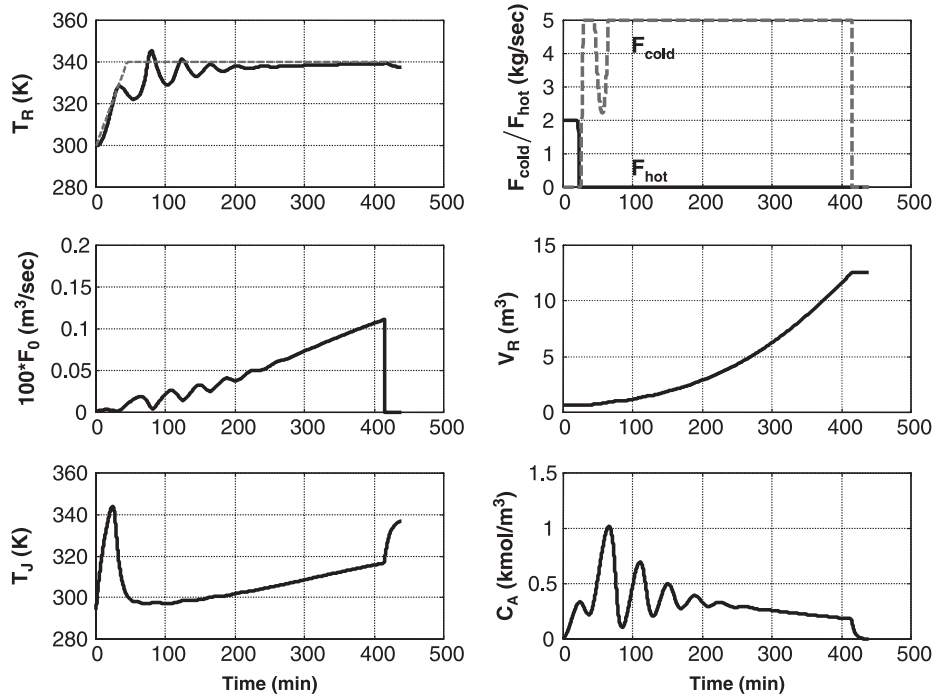 360
340
320
300
280
0 100 200 300 400 500
T_R (K)
5
4
3
2
1
0
0 100 200 300 400 500
F_cold / F_hot (kg/sec)
F_cold
F_hot
0.2
0.15
0.1
0.05
0
0 100 200 300 400 500
100*F_0 (m³/sec)
15
10
5
0
0 100 200 300 400 500
V_R (m³)
360
340
320
300
280
0 100 200 300 400 500
T_J (K)
Time (min)
1.5
1
0.5
0
0 100 200 300 400 500
C_A (kmol/m³)
Time (min)